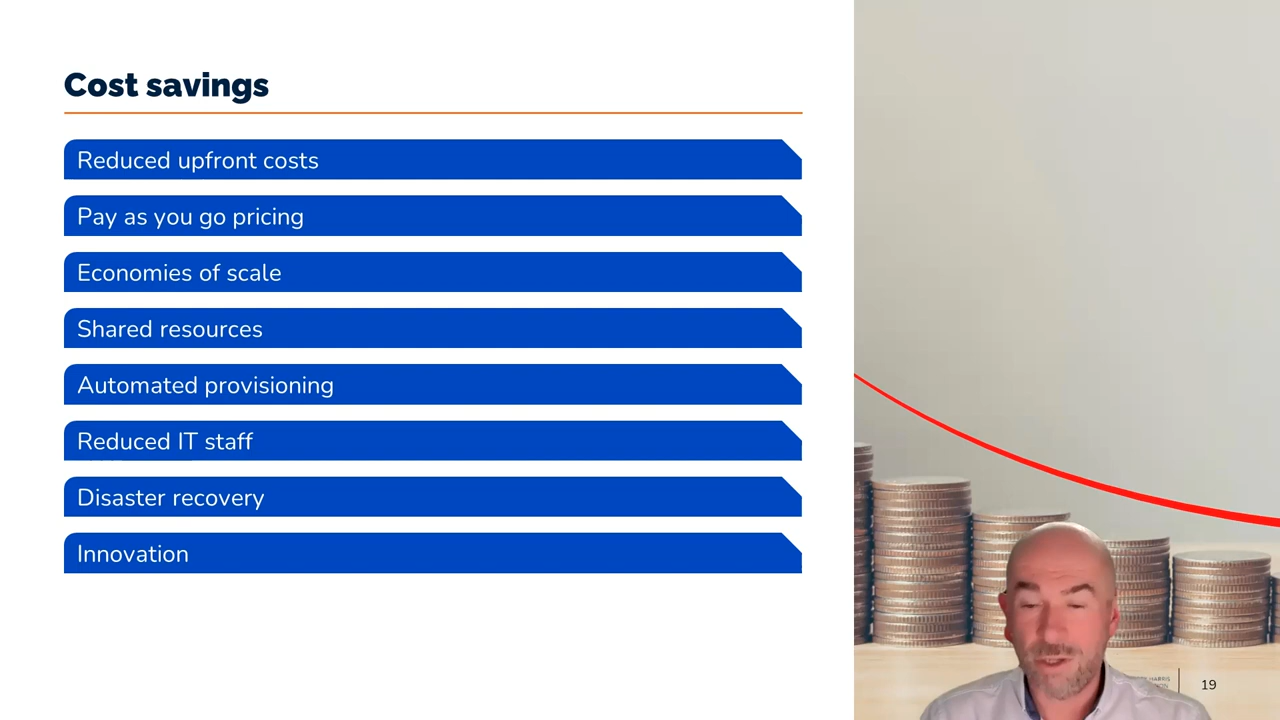 Cost savings
Reduced upfront costs
Pay as you go pricing
Economies of scale
Shared resources
Automated provisioning
Reduced IT staff
Disaster recovery
Innovation
HARRIS
19